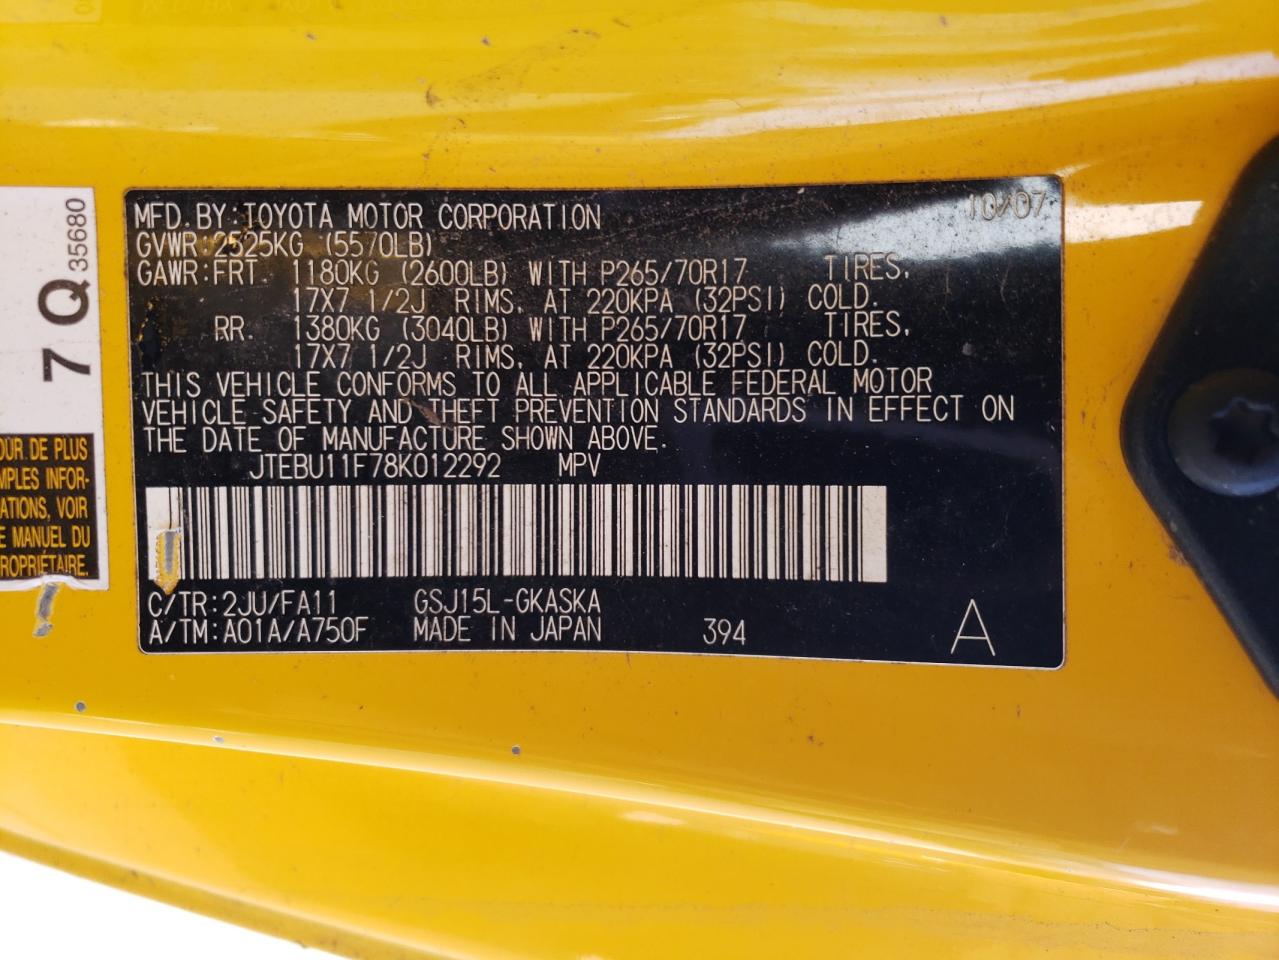 MFD.BY:TOYOTA MOTOR CORPORATION 10/07
GVWR:2525KG (5570LB)
GAWR:FRT 1180KG (2600LB) WITH P265/70R17 TIRES,
17X7 1/2J RIMS, AT 220KPA (32PSI) COLD.
RR. 1380KG (3040LB) WITH P265/70R17 TIRES,
17X7 1/2J RIMS, AT 220KPA (32PSI) COLD.
THIS VEHICLE CONFORMS TO ALL APPLICABLE FEDERAL MOTOR
VEHICLE SAFETY AND THEFT PREVENTION STANDARDS IN EFFECT ON
THE DATE OF MANUFACTURE SHOWN ABOVE.
JTEBU11F78K012292 MPV
C/TR:2JU/FA11 GSJ15L-GKASKA
A/TM:A01A/A750F MADE IN JAPAN 394 A
7 Q 35680
OUR DE PLUS
MPLES INFOR-
ATIONS, VOIR
E MANUEL DU
ROPRIÉTAIRE.